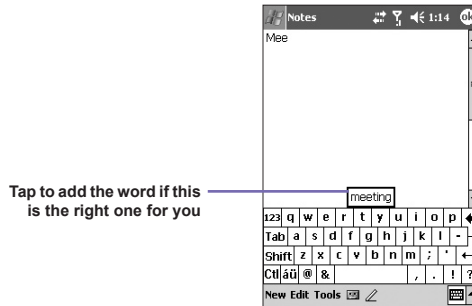 Notes 1:14 ok
Mee
meeting
Tap to add the word if this
is the right one for you
123 q w e r t y u i o p
Tab a s d f g h j k l -
Shift z x c v b n m ; '
Ctl áü @ & , . ! ?
New Edit Tools